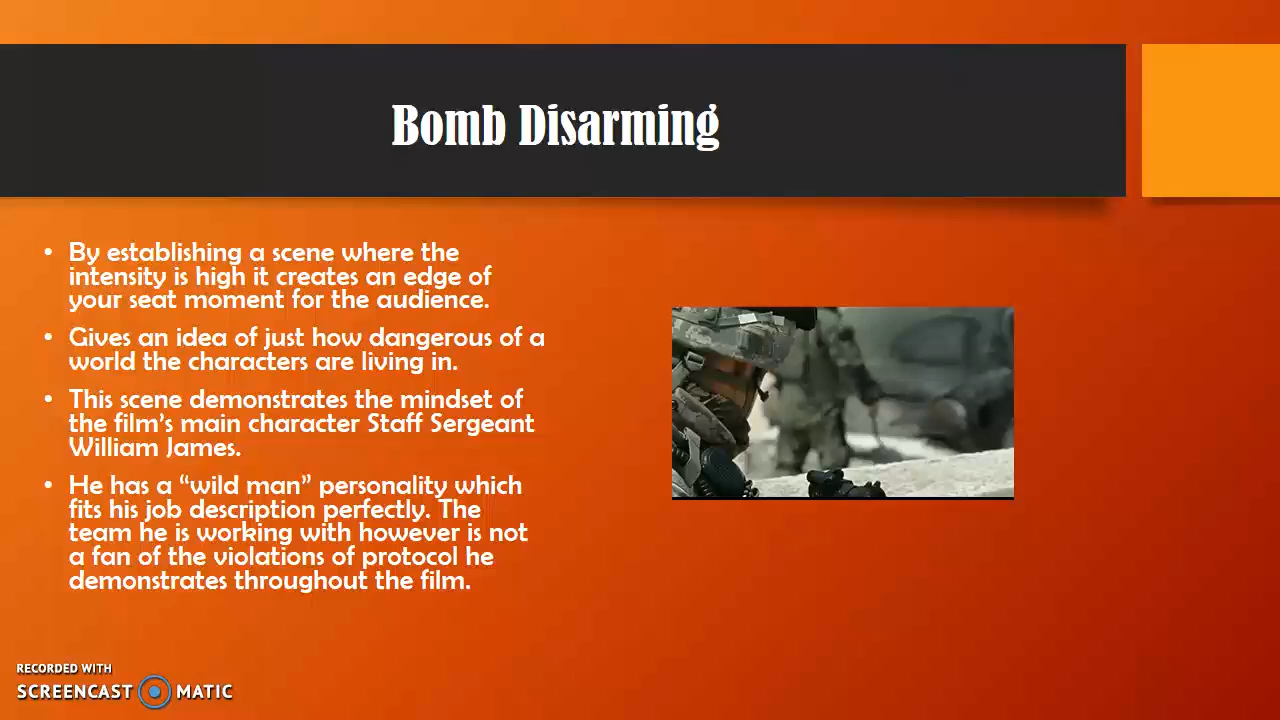 Bomb Disarming
• By establishing a scene where the
intensity is high it creates an edge of
your seat moment for the audience.
• Gives an idea of just how dangerous of a
world the characters are living in.
• This scene demonstrates the mindset of
the film’s main character Staff Sergeant
William James.
• He has a “wild man” personality which
fits his job description perfectly. The
team he is working with however is not
a fan of the violations of protocol he
demonstrates throughout the film.
RECORDED WITH
SCREENCAST MATIC